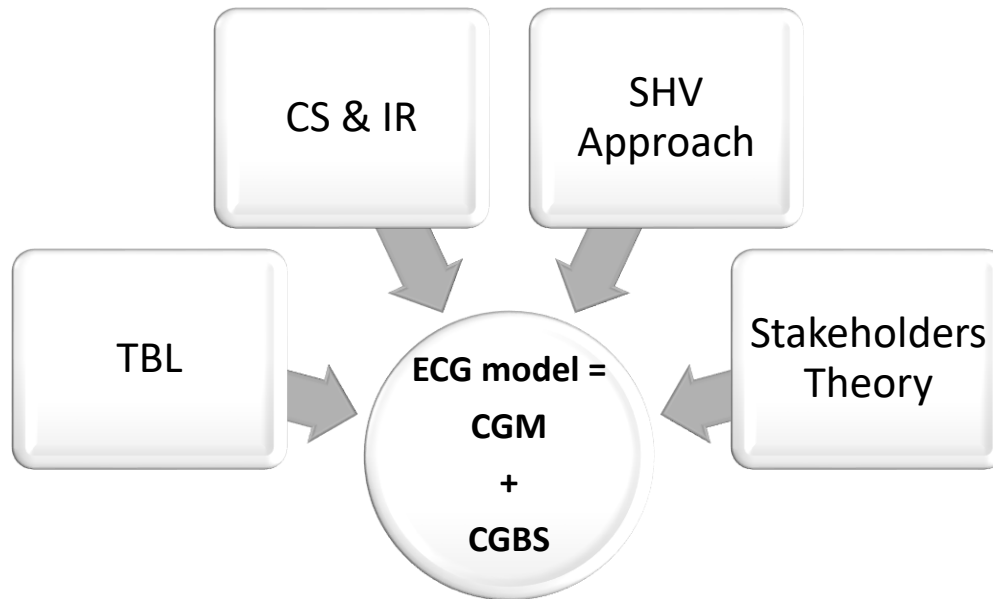 CS & IR
SHV
Approach
TBL
Stakeholders
Theory
ECG model =
CGM
+
CGBS